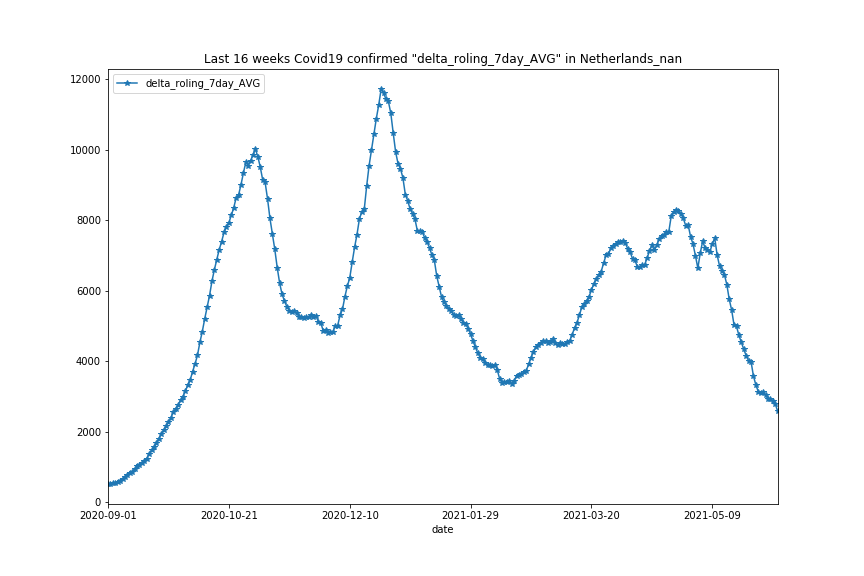 Last 16 weeks Covid19 confirmed "delta_roling_7day_AVG" in Netherlands_nan
delta_roling_7day_AVG
12000
10000
8000
6000
4000
2000
0
2020-09-01 2020-10-21 2020-12-10 2021-01-29 2021-03-20 2021-05-09
date